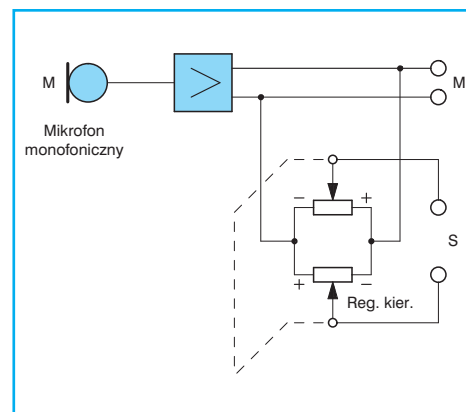 M
Mikrofon
monofoniczny
M
− +
S
+ −
Reg. kier.